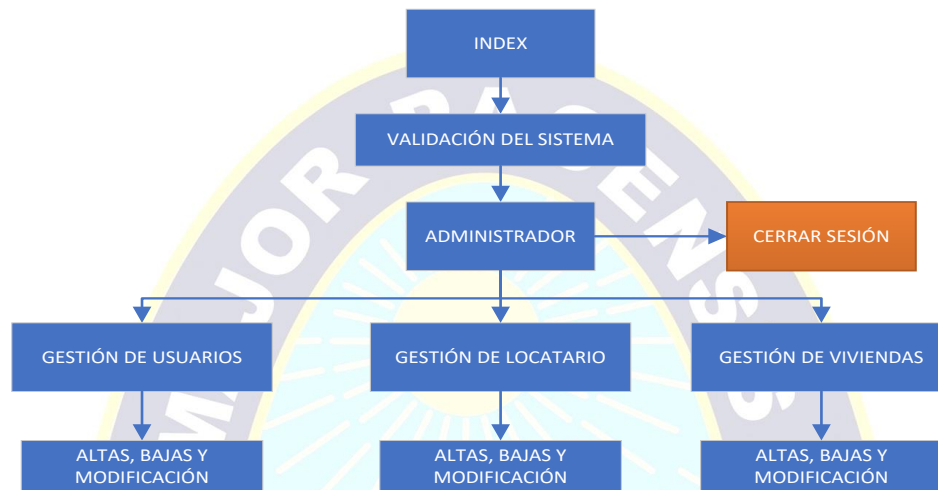 INDEX
VALIDACIÓN DEL SISTEMA
ADMINISTRADOR
CERRAR SESIÓN
GESTIÓN DE USUARIOS
GESTIÓN DE LOCATARIO
GESTIÓN DE VIVIENDAS
ALTAS, BAJAS Y
MODIFICACIÓN
ALTAS, BAJAS Y
MODIFICACIÓN
ALTAS, BAJAS Y
MODIFICACIÓN